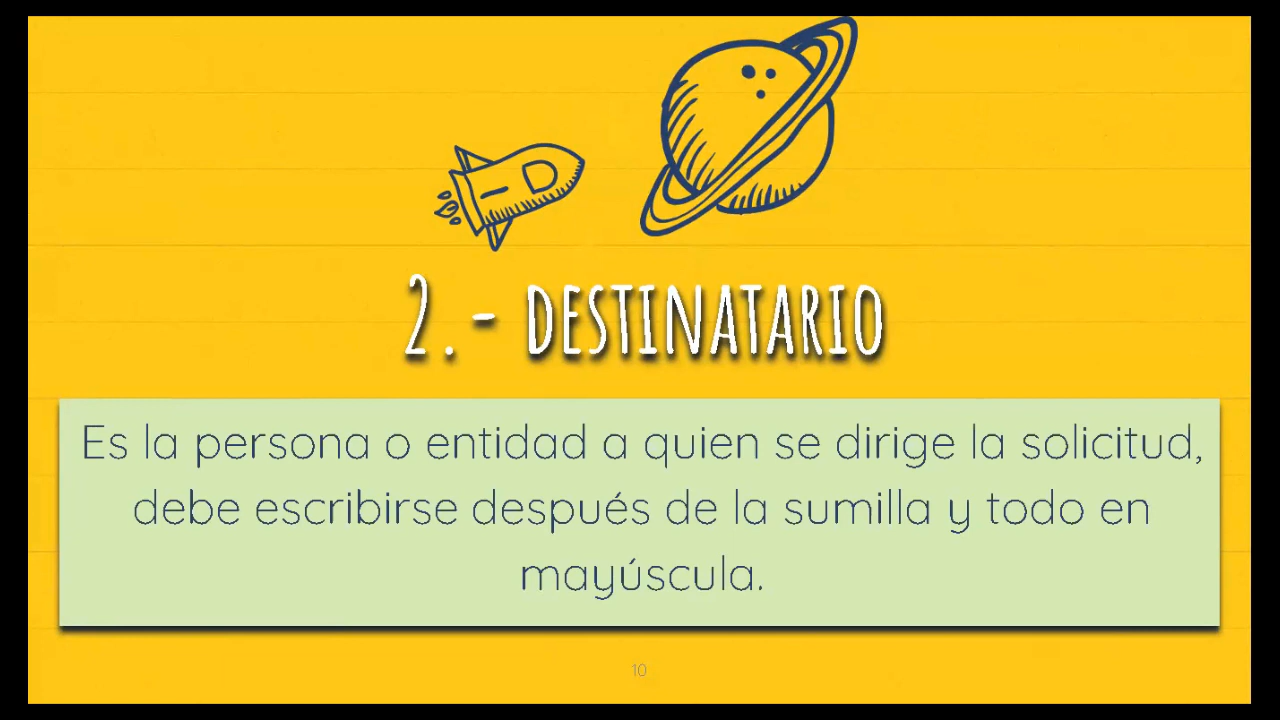 2.- DESTINATARIO
Es la persona o entidad a quien se dirige la solicitud,
debe escribirse después de la sumilla y todo en
mayúscula.
10